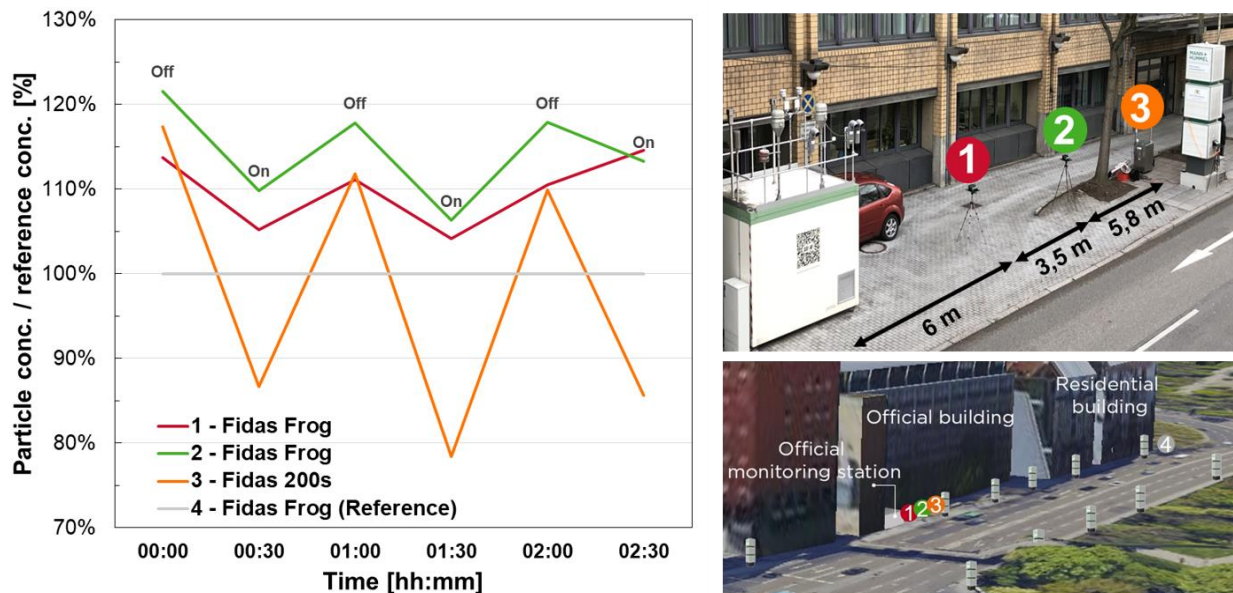 Particle conc. / reference conc. [%]
130%
120%
110%
100%
90%
80%
70%
Off
On
Off
On
Off
On
1 - Fidas Frog
2 - Fidas Frog
3 - Fidas 200s
4 - Fidas Frog (Reference)
00:00
00:30
01:00
01:30
02:00
02:30
Time [hh:mm]
1
2
3
MANN+
HUMMEL
6 m
3,5 m
5,8 m
Official building
Residential
building
Official
monitoring station
1
2
3
4